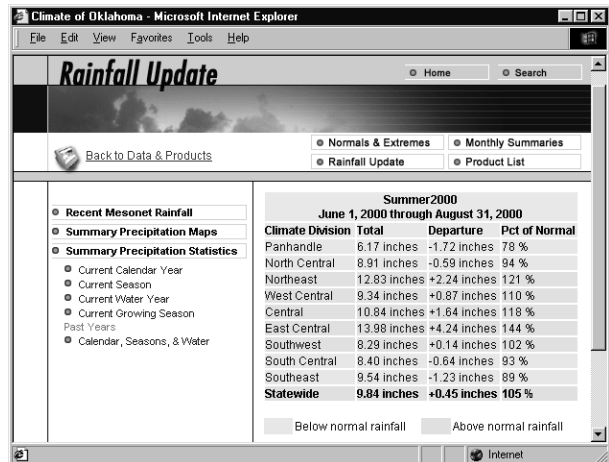 Climate of Oklahoma - Microsoft Internet Explorer
File Edit View Favorites Tools Help
Rainfall Update
Home Search
Back to Data & Products
Normals & Extremes Monthly Summaries
Rainfall Update Product List
Recent Mesonet Rainfall
Summary Precipitation Maps
Summary Precipitation Statistics
Current Calendar Year
Current Season
Current Water Year
Current Growing Season
Past Years
Calendar, Seasons, & Water
Summer2000
June 1, 2000 through August 31, 2000
Climate Division Total Departure Pct of Normal
Panhandle 6.17 inches -1.72 inches 78 %
North Central 8.91 inches -0.59 inches 94 %
Northeast 12.83 inches +2.24 inches 121 %
West Central 9.34 inches +0.87 inches 110 %
Central 10.84 inches +1.64 inches 118 %
East Central 13.98 inches +4.24 inches 144 %
Southwest 8.29 inches +0.14 inches 102 %
South Central 8.40 inches -0.64 inches 93 %
Southeast 9.54 inches -1.23 inches 89 %
Statewide 9.84 inches +0.45 inches 105 %
Below normal rainfall Above normal rainfall
Internet